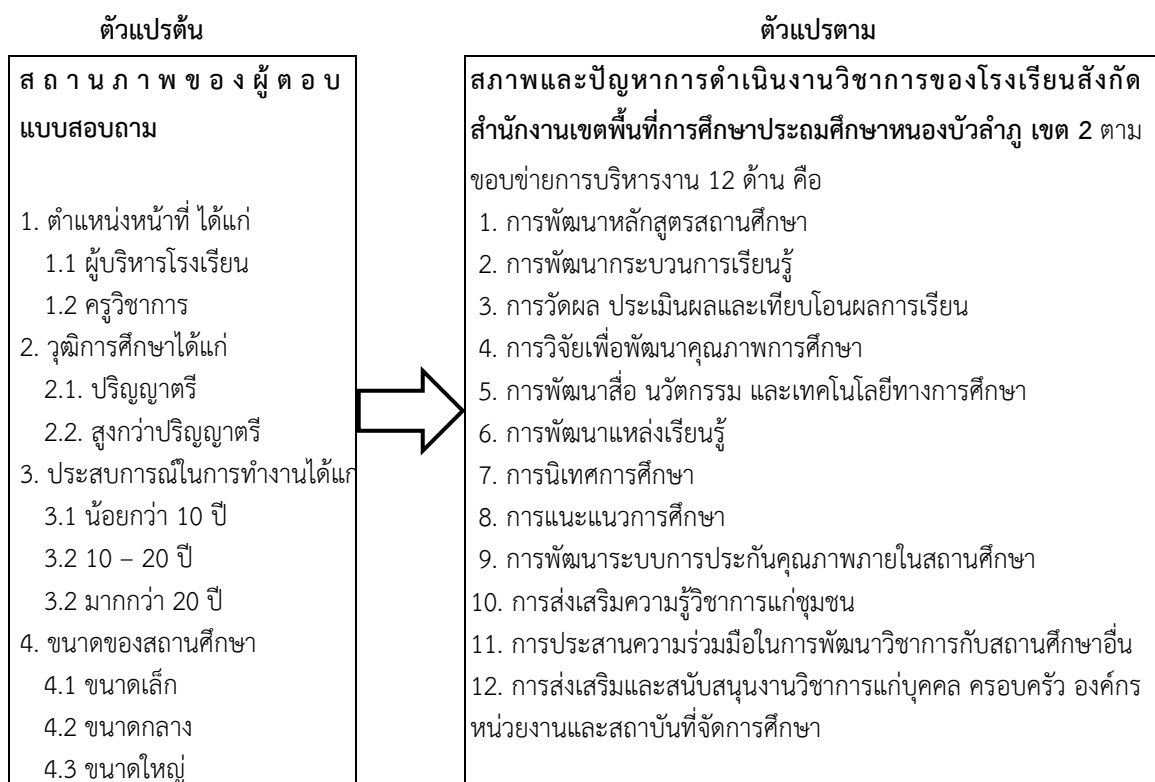 ตัวแปรต้น
สถานภาพของผู้ตอบ
แบบสอบถาม
1. ตำแหน่งหน้าที่ ได้แก่
1.1 ผู้บริหารโรงเรียน
1.2 ครูวิชาการ
2. วุฒิการศึกษาได้แก่
2.1. ปริญญาตรี
2.2. สูงกว่าปริญญาตรี
3. ประสบการณ์ในการทำงานได้แก่
3.1 น้อยกว่า 10 ปี
3.2 10 – 20 ปี
3.2 มากกว่า 20 ปี
4. ขนาดของสถานศึกษา
4.1 ขนาดเล็ก
4.2 ขนาดกลาง
4.3 ขนาดใหญ่
ตัวแปรตาม
สภาพและปัญหาการดำเนินงานวิชาการของโรงเรียนสังกัด
สำนักงานเขตพื้นที่การศึกษาประถมศึกษาหนองบัวลำภู เขต 2 ตาม
ขอบข่ายการบริหารงาน 12 ด้าน คือ
1. การพัฒนาหลักสูตรสถานศึกษา
2. การพัฒนากระบวนการเรียนรู้
3. การวัดผล ประเมินผลและเทียบโอนผลการเรียน
4. การวิจัยเพื่อพัฒนาคุณภาพการศึกษา
5. การพัฒนาสื่อ นวัตกรรม และเทคโนโลยีทางการศึกษา
6. การพัฒนาแหล่งเรียนรู้
7. การนิเทศการศึกษา
8. การแนะแนวการศึกษา
9. การพัฒนาระบบการประกันคุณภาพภายในสถานศึกษา
10. การส่งเสริมความรู้วิชาการแก่ชุมชน
11. การประสานความร่วมมือในการพัฒนาวิชาการกับสถานศึกษาอื่น
12. การส่งเสริมและสนับสนุนงานวิชาการแก่บุคคล ครอบครัว องค์กร
หน่วยงานและสถาบันที่จัดการศึกษา